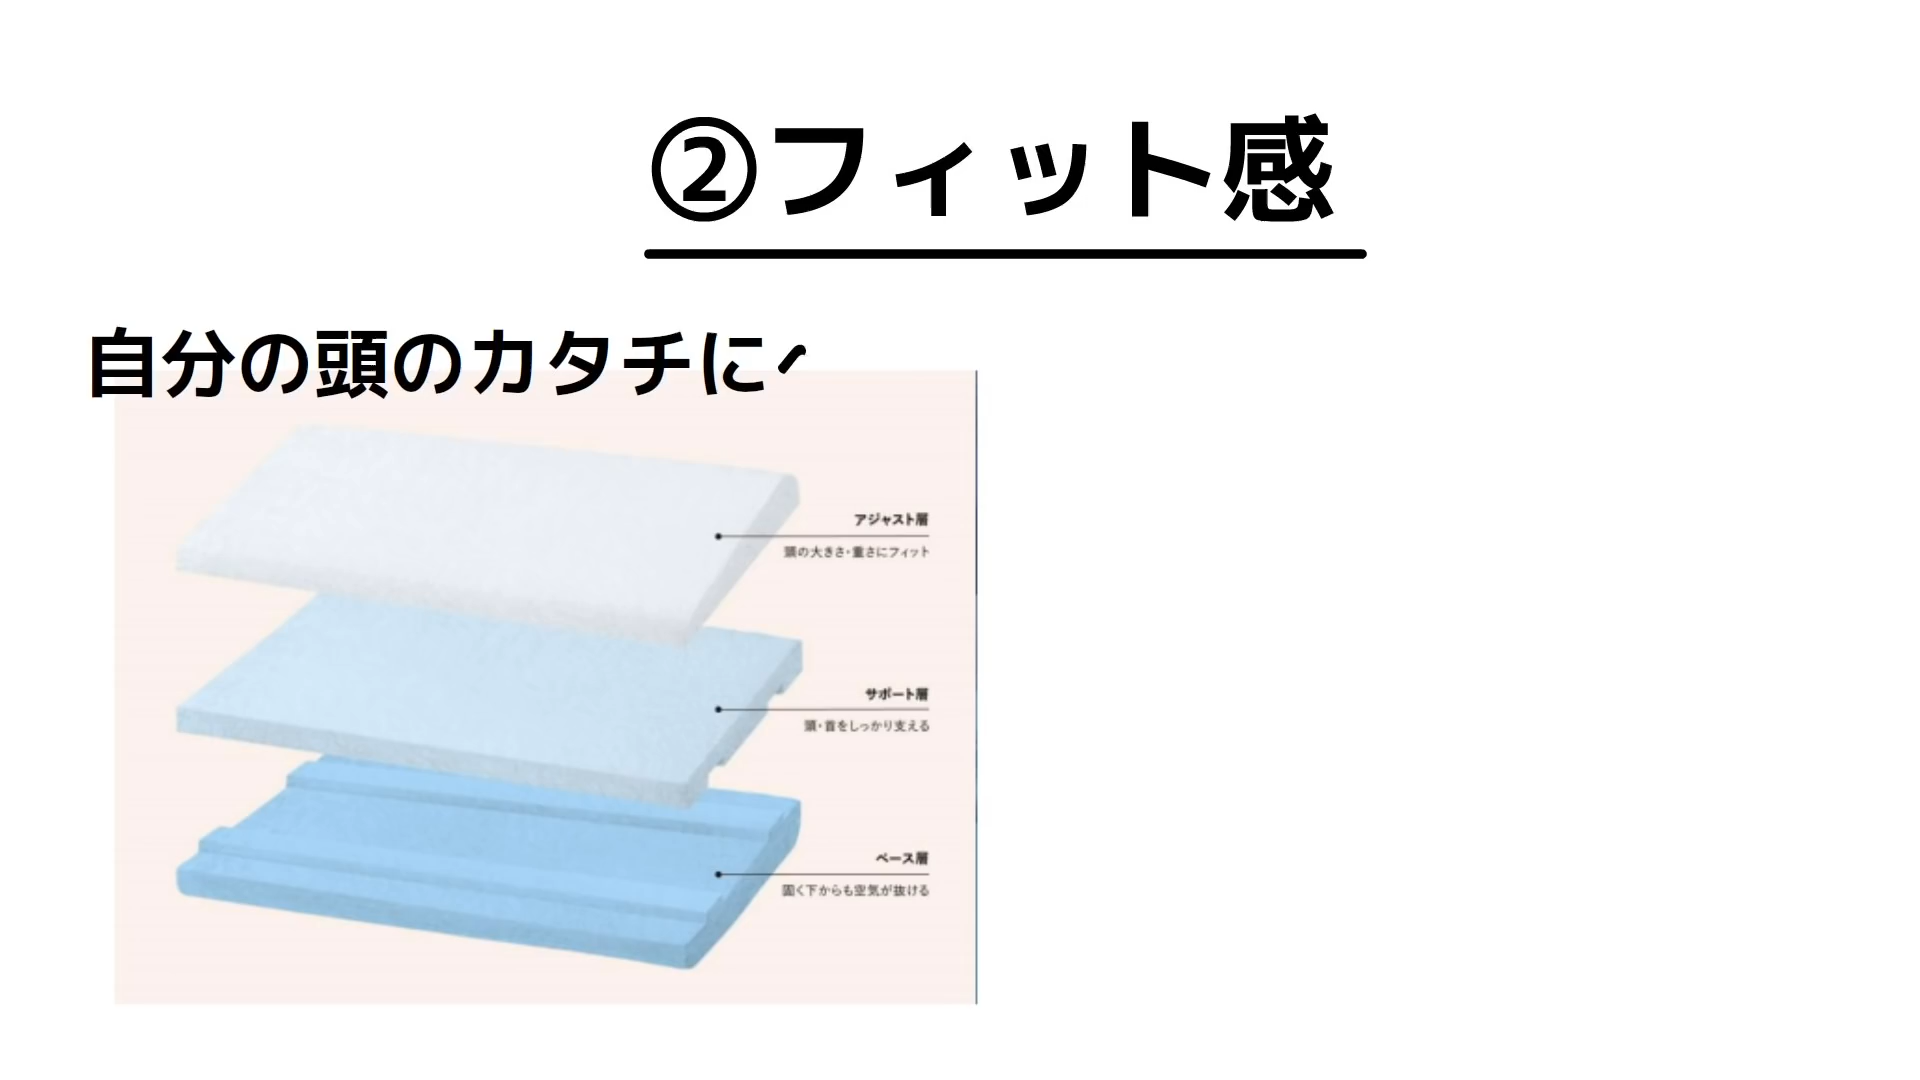 ②フィット感
自分の頭のカタチに
アジャスト層
頭の大きさ・重さにフィット
サポート層
頭・首をしっかり支える
ベース層
固く下からも空気が抜ける